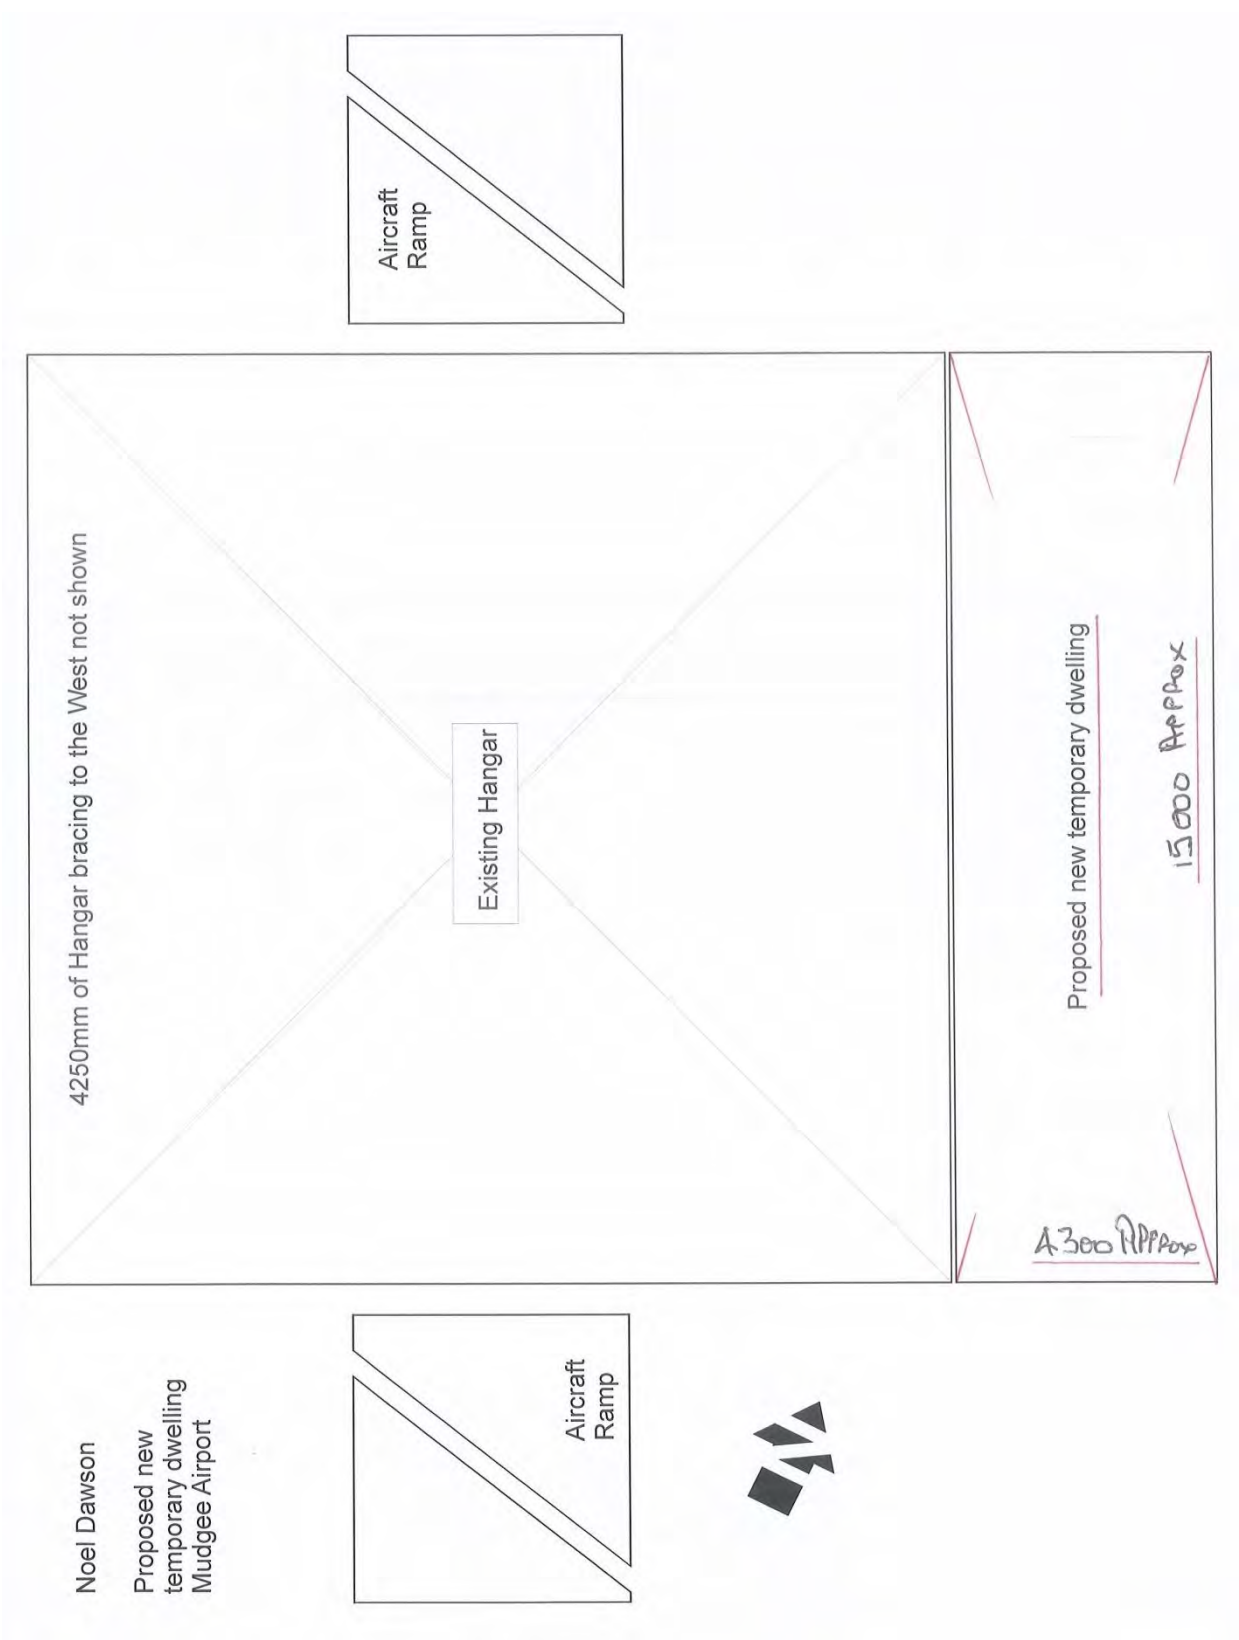 Noel Dawson
Proposed new
temporary dwelling
Mudgee Airport
4250mm of Hangar bracing to the West not shown
Aircraft
Ramp
Existing Hangar
Aircraft
Ramp
Proposed new temporary dwelling
4300 Approx
15000 Approx